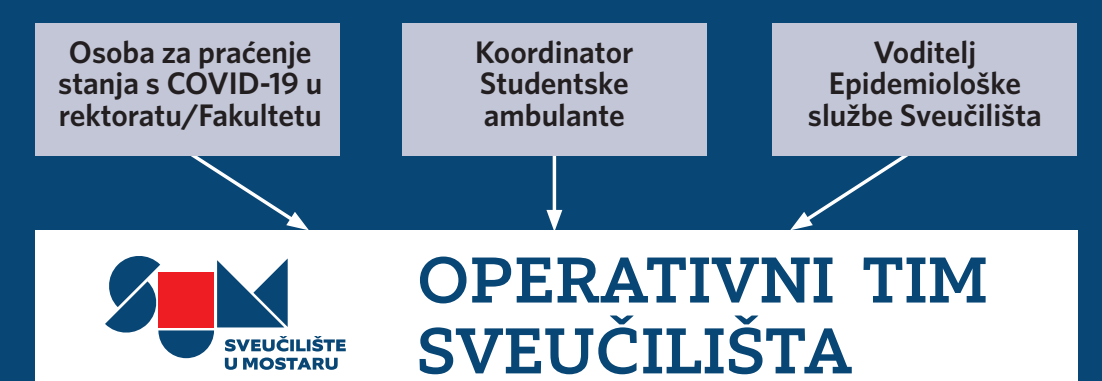 Osoba za praćenje
stanja s COVID-19 u
rektoratu/Fakultetu
Koordinator
Studentske
ambulante
Voditelj
Epidemiološke
službe Sveučilišta
SUM
SVEUČILIŠTE
U MOSTARU
OPERATIVNI TIM
SVEUČILIŠTA